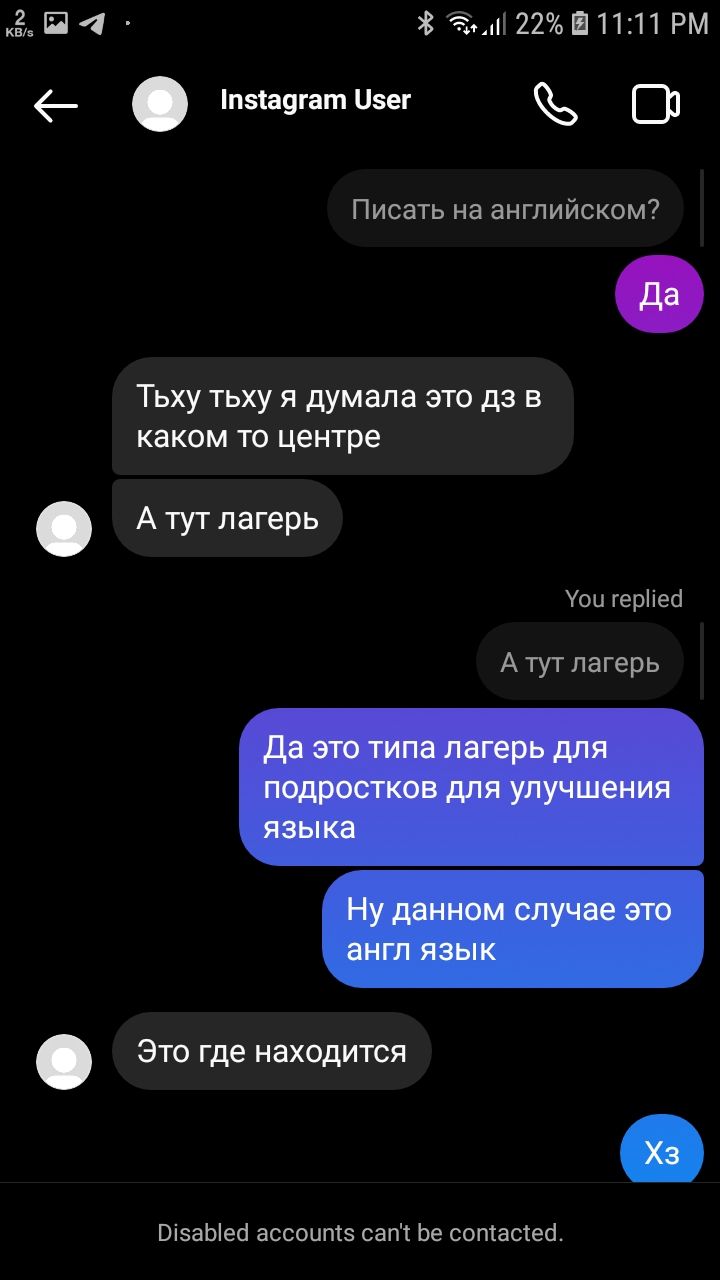 2
KB/s
22% 11:11 PM
Instagram User
Писать на английском?
Да
Тьху тьху я думала это дз в
каком то центре
А тут лагерь
You replied
А тут лагерь
Да это типа лагерь для
подростков для улучшения
языка
Ну данном случае это
англ язык
Это где находится
Хз
Disabled accounts can't be contacted.